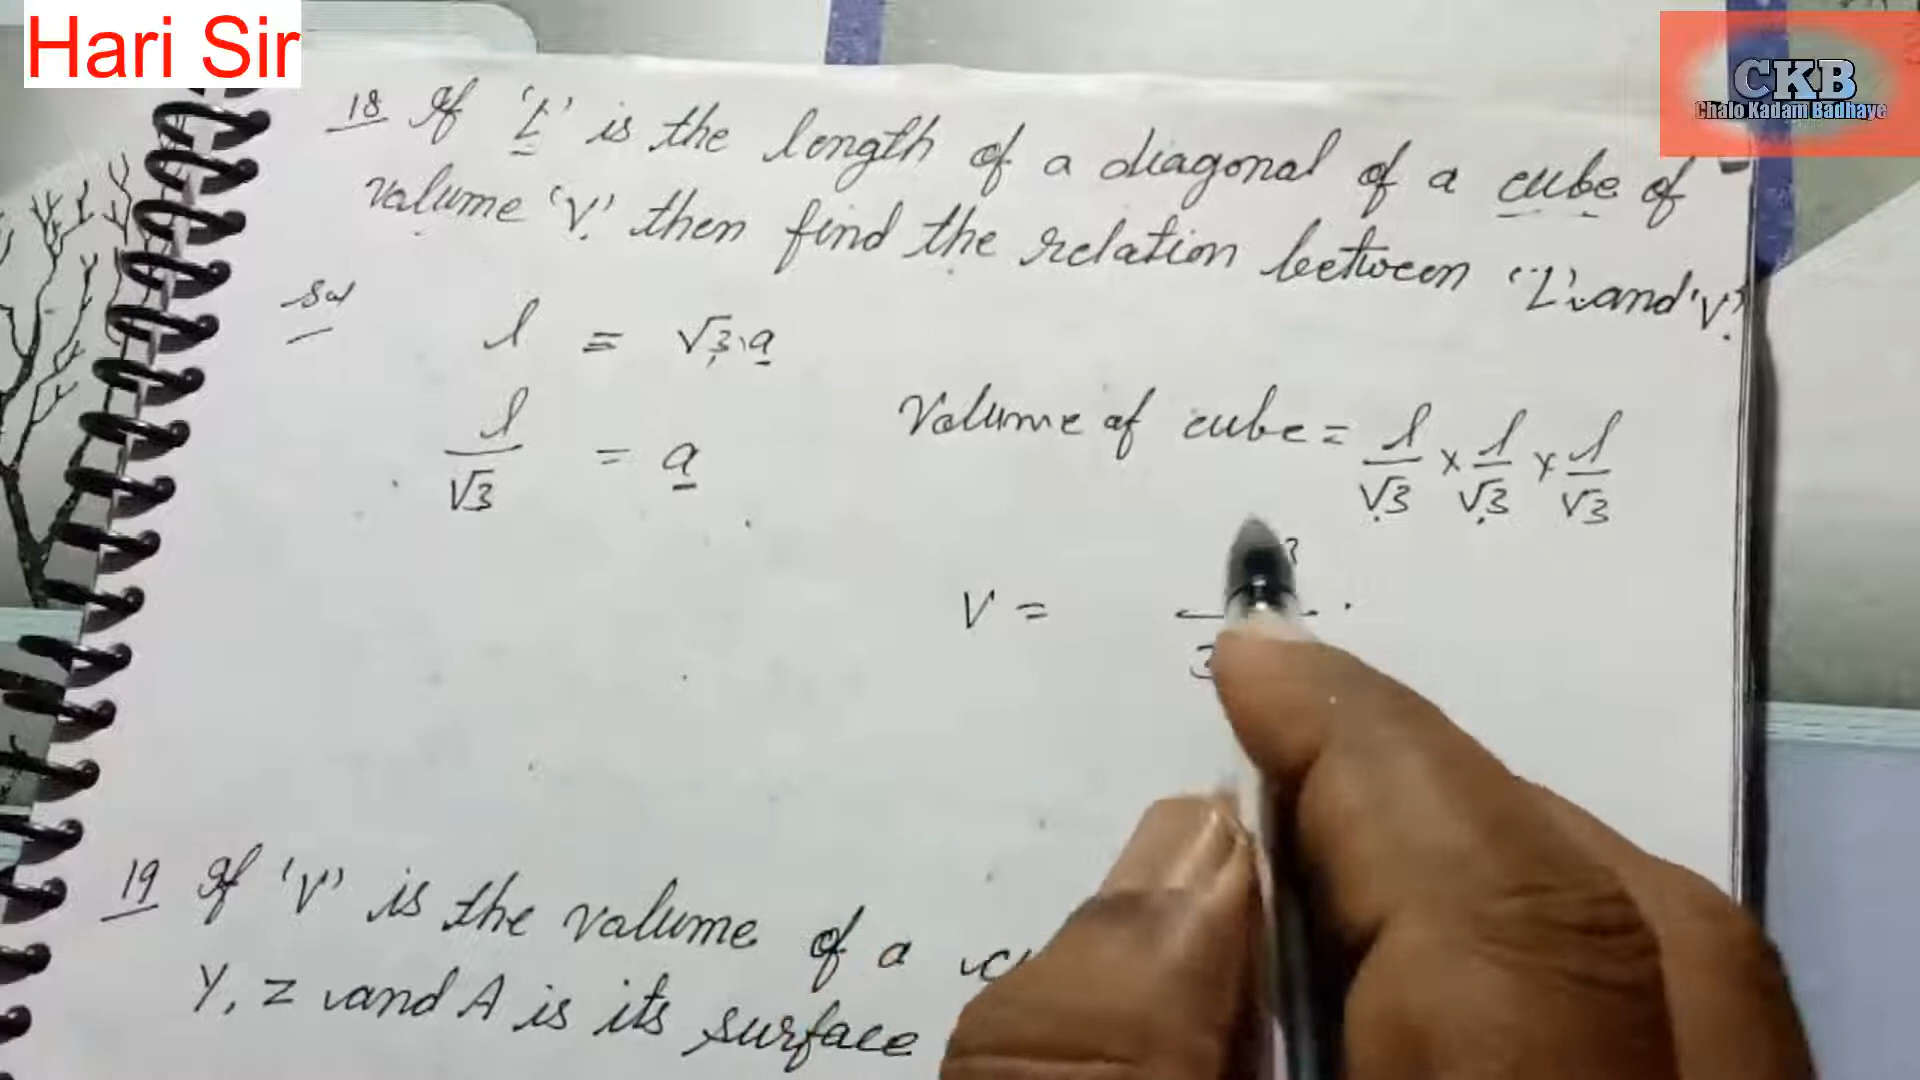 Hari Sir
CKB
Chalo Kadam Badhaye
18 If 'L' is the length of a diagonal of a cube of
volume 'V' then find the relation between 'L' and 'V'.
Sol
l = √3·a
l/√3 = a
Volume of cube = l/√3 × l/√3 × l/√3
V = 3
3
19 If 'V' is the volume of a
Y, Z and A is its surface